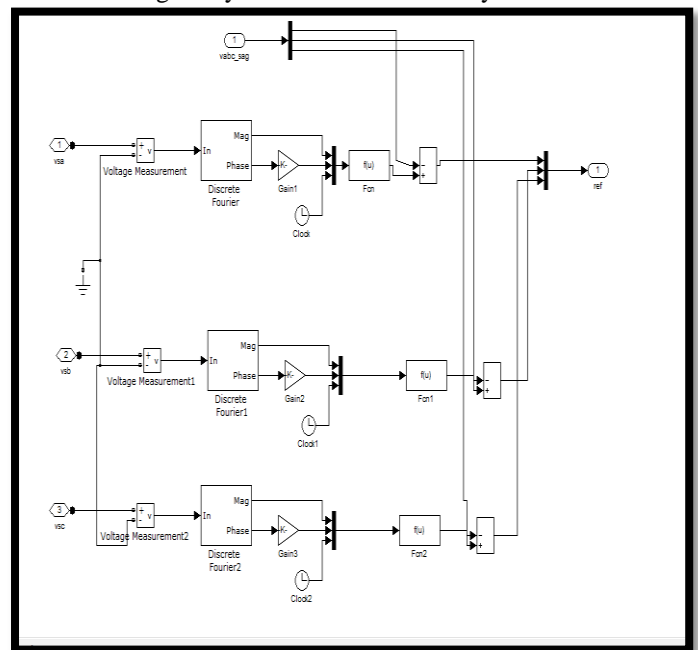 1
vabc_sag
1
vsa
+
-
v
Voltage Measurement
In
Mag
Phase
Discrete
Fourier
K-
Gain1
Clock
f(u)
Fcn
-
+
1
ref
2
vsb
+
-
v
Voltage Measurement1
In
Mag
Phase
Discrete
Fourier1
K-
Gain2
Clock1
f(u)
Fcn1
-
+
3
vsc
+
-
v
Voltage Measurement2
In
Mag
Phase
Discrete
Fourier2
K-
Gain3
Clock2
f(u)
Fcn2
-
+